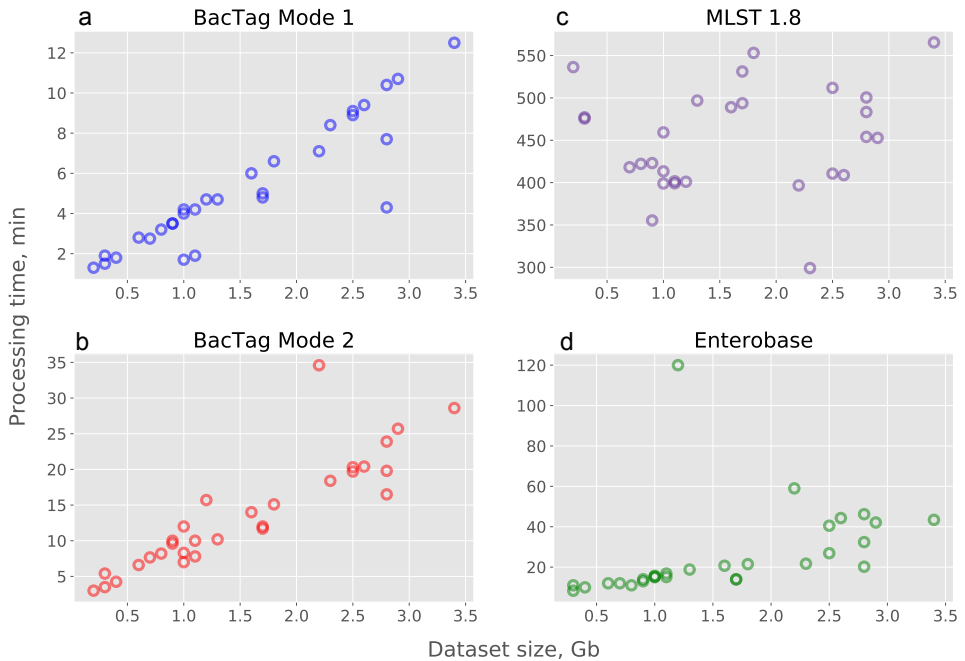 a BacTag Mode 1
12
10
8
6
4
2
0.5 1.0 1.5 2.0 2.5 3.0 3.5
c MLST 1.8
550
500
450
400
350
300
0.5 1.0 1.5 2.0 2.5 3.0 3.5
Processing time, min
b BacTag Mode 2
35
30
25
20
15
10
5
0.5 1.0 1.5 2.0 2.5 3.0 3.5
d Enterobase
120
100
80
60
40
20
0.5 1.0 1.5 2.0 2.5 3.0 3.5
Dataset size, Gb